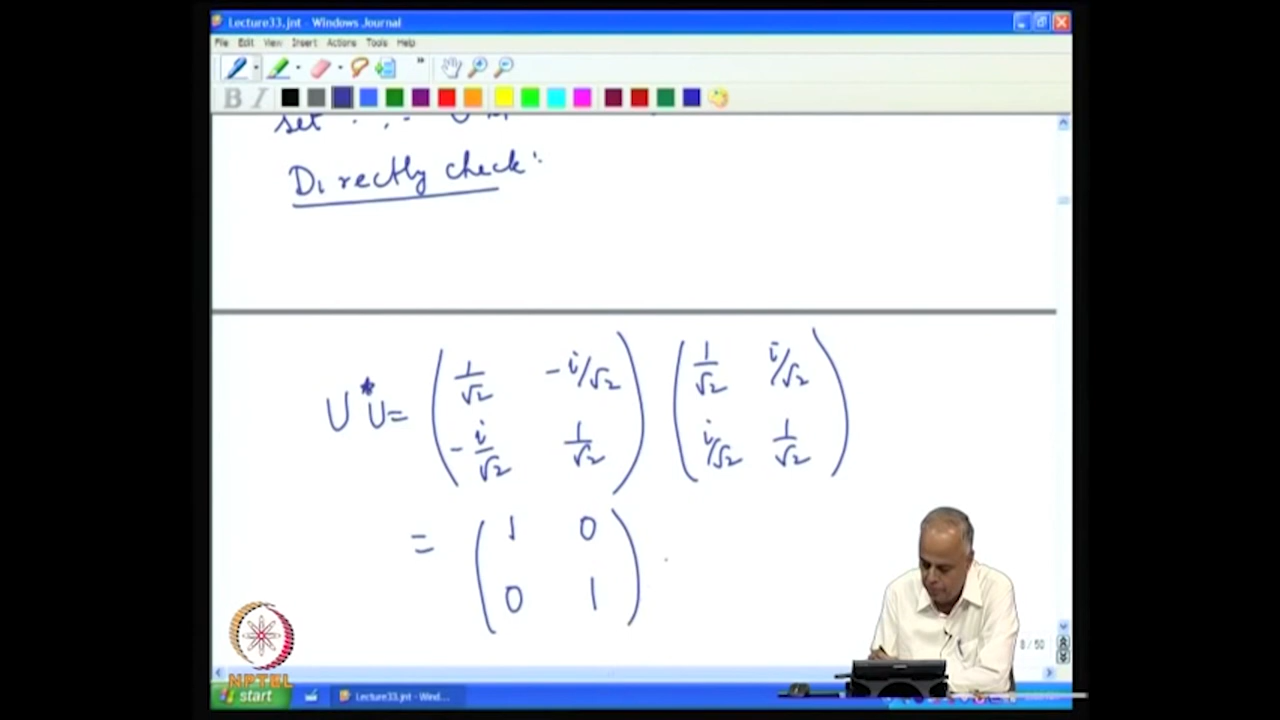 Lecture33.jnt - Windows Journal
File Edit View Insert Actions Tools Help
B I
set
Directly check:
U*U= (1/√2 -i/√2) (1/√2 i/√2)
(-i/√2 1/√2) (i/√2 1/√2)
= (1 0)
(0 1)
8 / 50
NPTEL
start Lecture33.jnt - Wind...